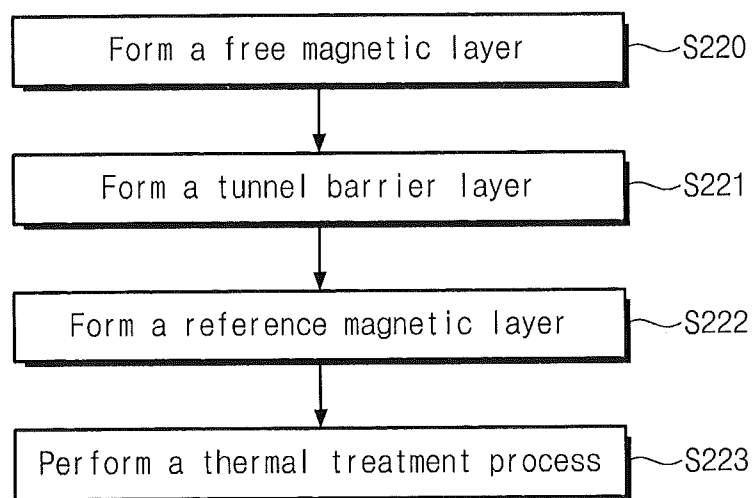 Form a free magnetic layer S220
Form a tunnel barrier layer S221
Form a reference magnetic layer S222
Perform a thermal treatment process S223